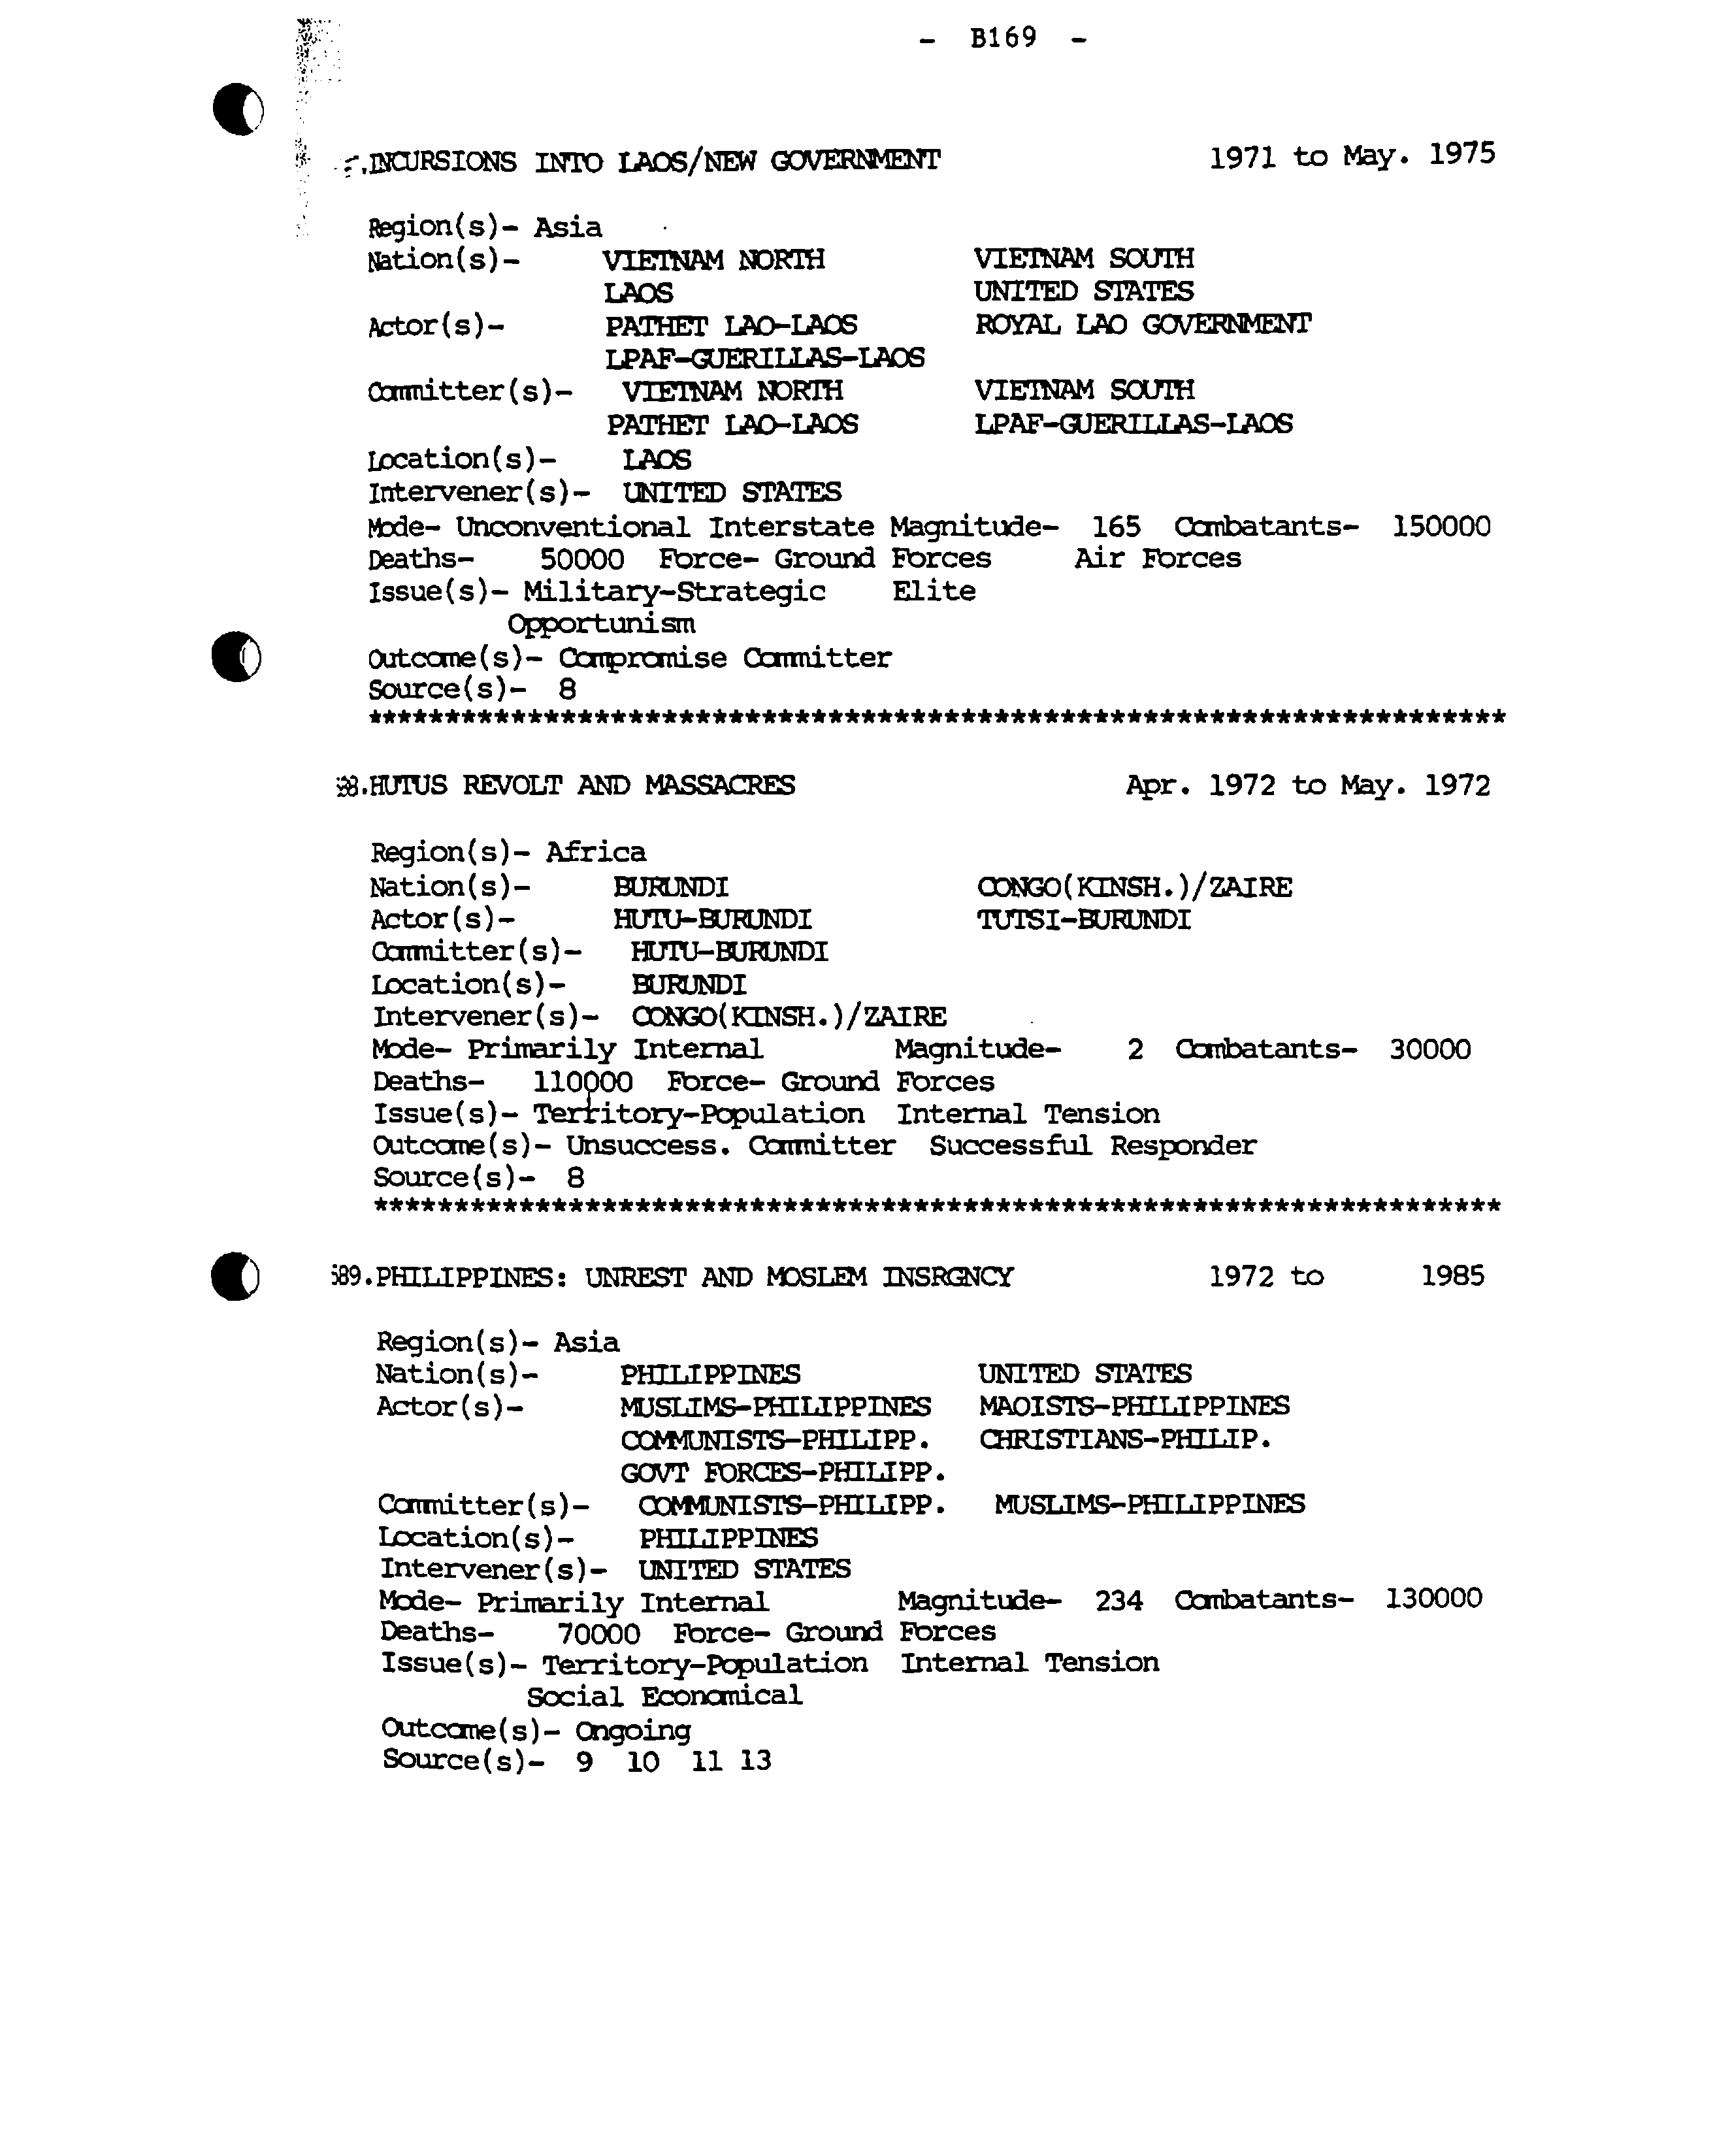 - B169 -
.INCURSIONS INTO LAOS/NEW GOVERNMENT 1971 to May. 1975
Region(s)- Asia
Nation(s)- VIETNAM NORTH VIETNAM SOUTH
LAOS UNITED STATES
Actor(s)- PATHET LAO-LAOS ROYAL LAO GOVERNMENT
LPAF-GUERILLAS-LAOS
Committer(s)- VIETNAM NORTH VIETNAM SOUTH
PATHET LAO-LAOS LPAF-GUERILLAS-LAOS
Location(s)- LAOS
Intervener(s)- UNITED STATES
Mode- Unconventional Interstate Magnitude- 165 Combatants- 150000
Deaths- 50000 Force- Ground Forces Air Forces
Issue(s)- Military-Strategic Elite
Opportunism
Outcome(s)- Compromise Committer
Source(s)- 8
********************************************************************
88.HUTUS REVOLT AND MASSACRES Apr. 1972 to May. 1972
Region(s)- Africa
Nation(s)- BURUNDI CONGO(KINSH.)/ZAIRE
Actor(s)- HUTU-BURUNDI TUTSI-BURUNDI
Committer(s)- HUTU-BURUNDI
Location(s)- BURUNDI
Intervener(s)- CONGO(KINSH.)/ZAIRE
Mode- Primarily Internal Magnitude- 2 Combatants- 30000
Deaths- 110000 Force- Ground Forces
Issue(s)- Territory-Population Internal Tension
Outcome(s)- Unsuccess. Committer Successful Responder
Source(s)- 8
********************************************************************
589.PHILIPPINES: UNREST AND MOSLEM INSRGNCY 1972 to 1985
Region(s)- Asia
Nation(s)- PHILIPPINES UNITED STATES
Actor(s)- MUSLIMS-PHILIPPINES MAOISTS-PHILIPPINES
COMMUNISTS-PHILIPP. CHRISTIANS-PHILIP.
GOVT FORCES-PHILIPP.
Committer(s)- COMMUNISTS-PHILIPP. MUSLIMS-PHILIPPINES
Location(s)- PHILIPPINES
Intervener(s)- UNITED STATES
Mode- Primarily Internal Magnitude- 234 Combatants- 130000
Deaths- 70000 Force- Ground Forces
Issue(s)- Territory-Population Internal Tension
Social Economical
Outcome(s)- Ongoing
Source(s)- 9 10 11 13